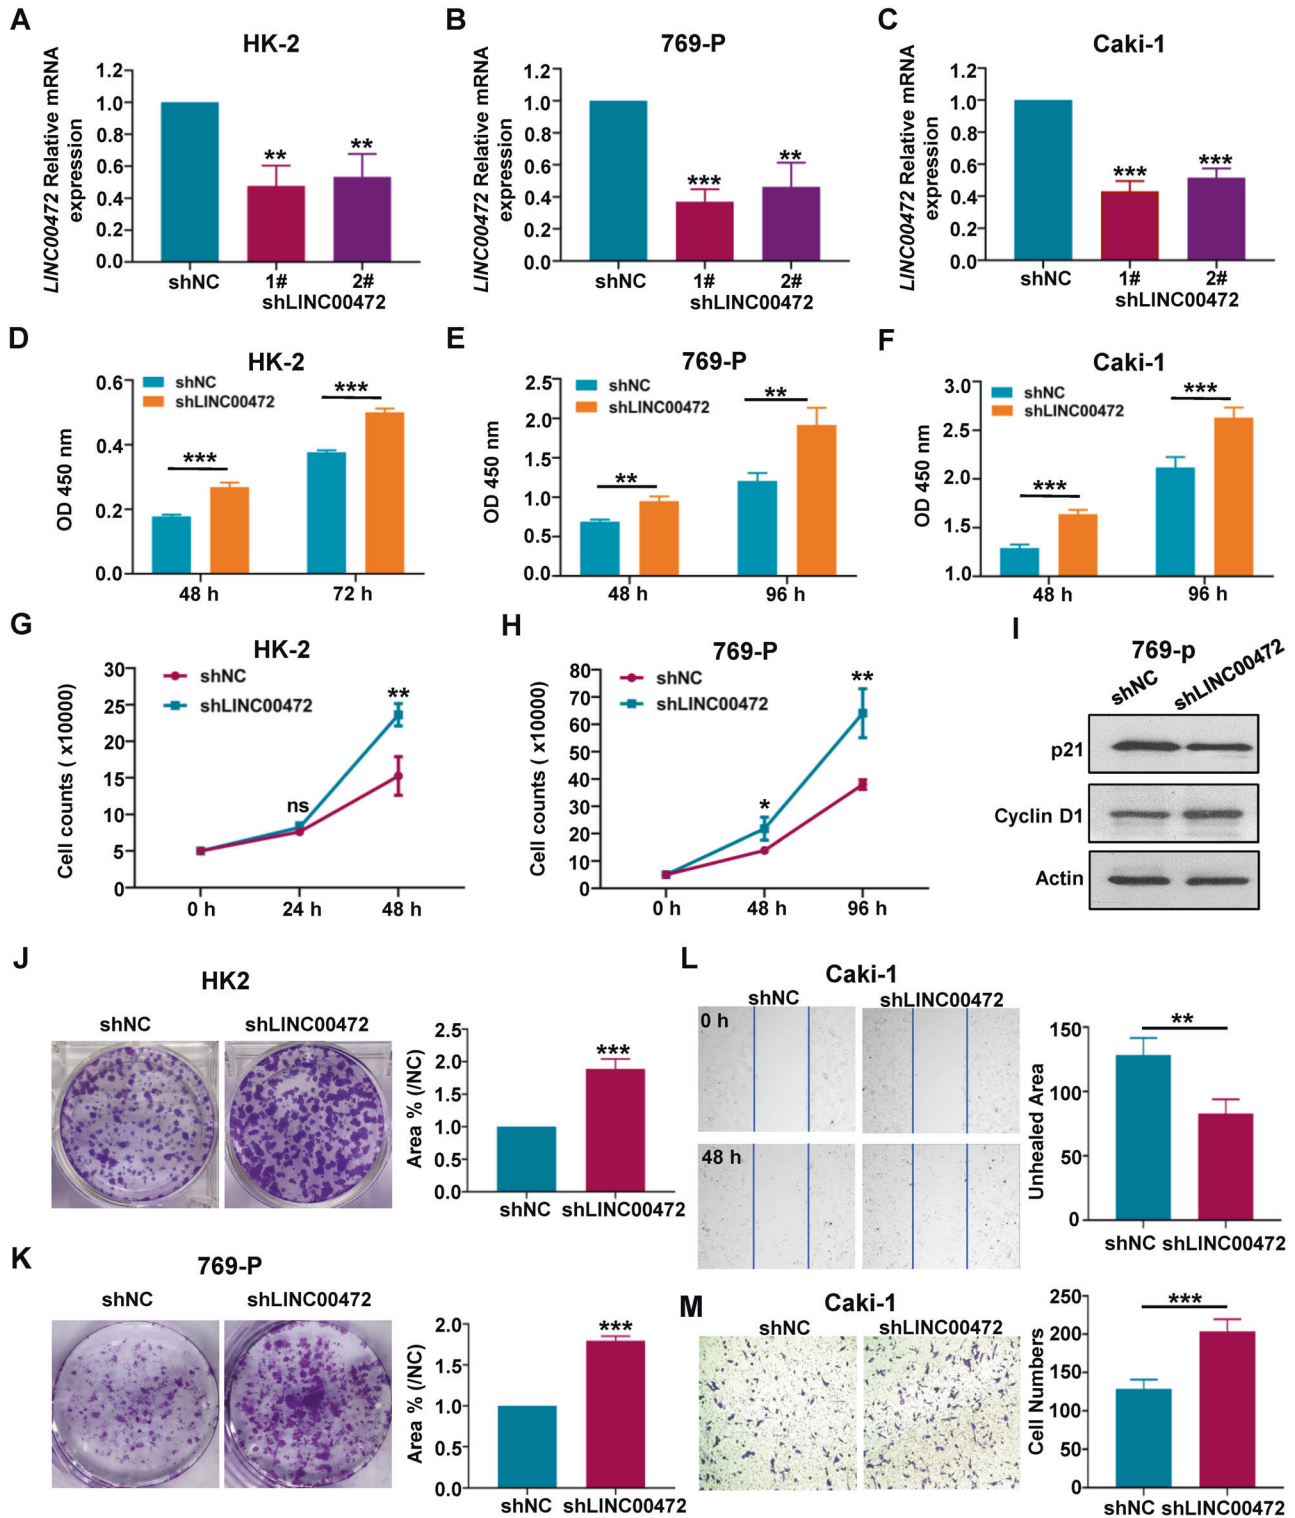 A
HK-2
LINC00472 Relative mRNA
expression
1.2
1.0
0.8
0.6
0.4
0.2
0.0
**
**
shNC
1#
2#
shLINC00472
B
769-P
LINC00472 Relative mRNA
expression
1.2
1.0
0.8
0.6
0.4
0.2
0.0
***
**
shNC
1#
2#
shLINC00472
C
Caki-1
LINC00472 Relative mRNA
expression
1.2
1.0
0.8
0.6
0.4
0.2
0.0
***
***
shNC
1#
2#
shLINC00472
D
HK-2
OD 450 nm
0.6
0.4
0.2
0.0
shNC
shLINC00472
***
***
48 h
72 h
E
769-P
OD 450 nm
2.5
2.0
1.5
1.0
0.5
0.0
shNC
shLINC00472
**
**
48 h
96 h
F
Caki-1
OD 450 nm
3.0
2.5
2.0
1.5
1.0
shNC
shLINC00472
***
***
48 h
96 h
G
HK-2
Cell counts ( x10000)
30
25
20
15
10
5
0
shNC
shLINC00472
ns
**
0 h
24 h
48 h
H
769-P
Cell counts ( x10000)
80
70
60
50
40
30
20
10
0
shNC
shLINC00472
*
**
0 h
48 h
96 h
I
769-p
shNC
shLINC00472
p21
Cyclin D1
Actin
J
HK2
shNC
shLINC00472
Area % (/NC)
2.5
2.0
1.5
1.0
0.5
0.0
***
shNC
shLINC00472
K
769-P
shNC
shLINC00472
Area % (/NC)
2.0
1.5
1.0
0.5
0.0
***
shNC
shLINC00472
L
Caki-1
shNC
shLINC00472
0 h
48 h
Unhealed Area
150
100
50
0
**
shNC
shLINC00472
M
Caki-1
shNC
shLINC00472
Cell Numbers
250
200
150
100
50
0
***
shNC
shLINC00472